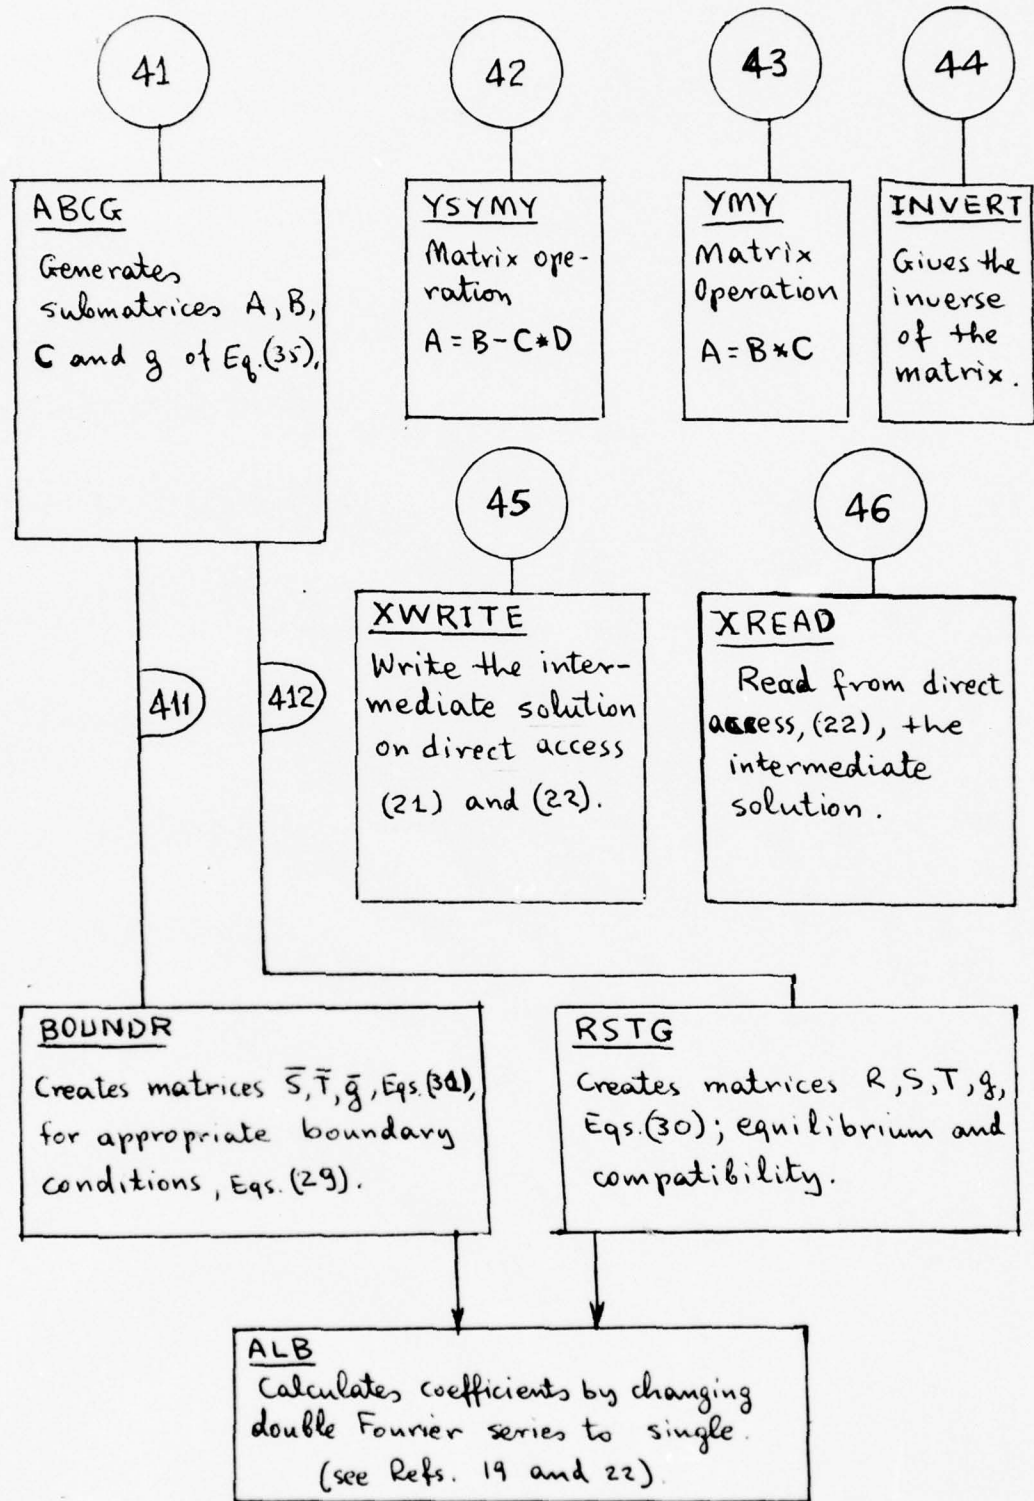 41
42
43
44
ABCG
Generates
submatrices A, B,
C and g of Eq.(35),
YSYMY
Matrix ope-
ration
A = B - C*D
YMY
Matrix
Operation
A = B*C
INVERT
Gives the
inverse
of the
matrix.
45
46
XWRITE
Write the inter-
mediate solution
on direct access
(21) and (22).
XREAD
Read from direct
access, (22), the
intermediate
solution.
411
412
BOUNDR
Creates matrices S̄, T̄, ḡ, Eqs.(31),
for appropriate boundary
conditions, Eqs. (29).
RSTG
Creates matrices R, S, T, g,
Eqs.(30); equilibrium and
compatibility.
ALB
Calculates coefficients by changing
double Fourier series to single.
(see Refs. 19 and 22)